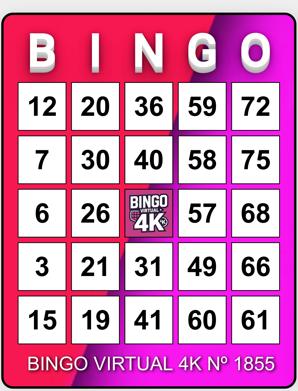 B I N G O
12 20 36 59 72
7 30 40 58 75
6 26 BINGO VIRTUAL 4K 57 68
3 21 31 49 66
15 19 41 60 61
BINGO VIRTUAL 4K Nº 1855